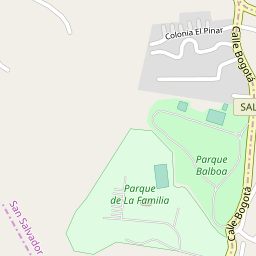 Colonia El Pinar
Calle Bogotá
SAL
Parque
Balboa
Parque
de La Familia
San Salvador
Calle Bogotá